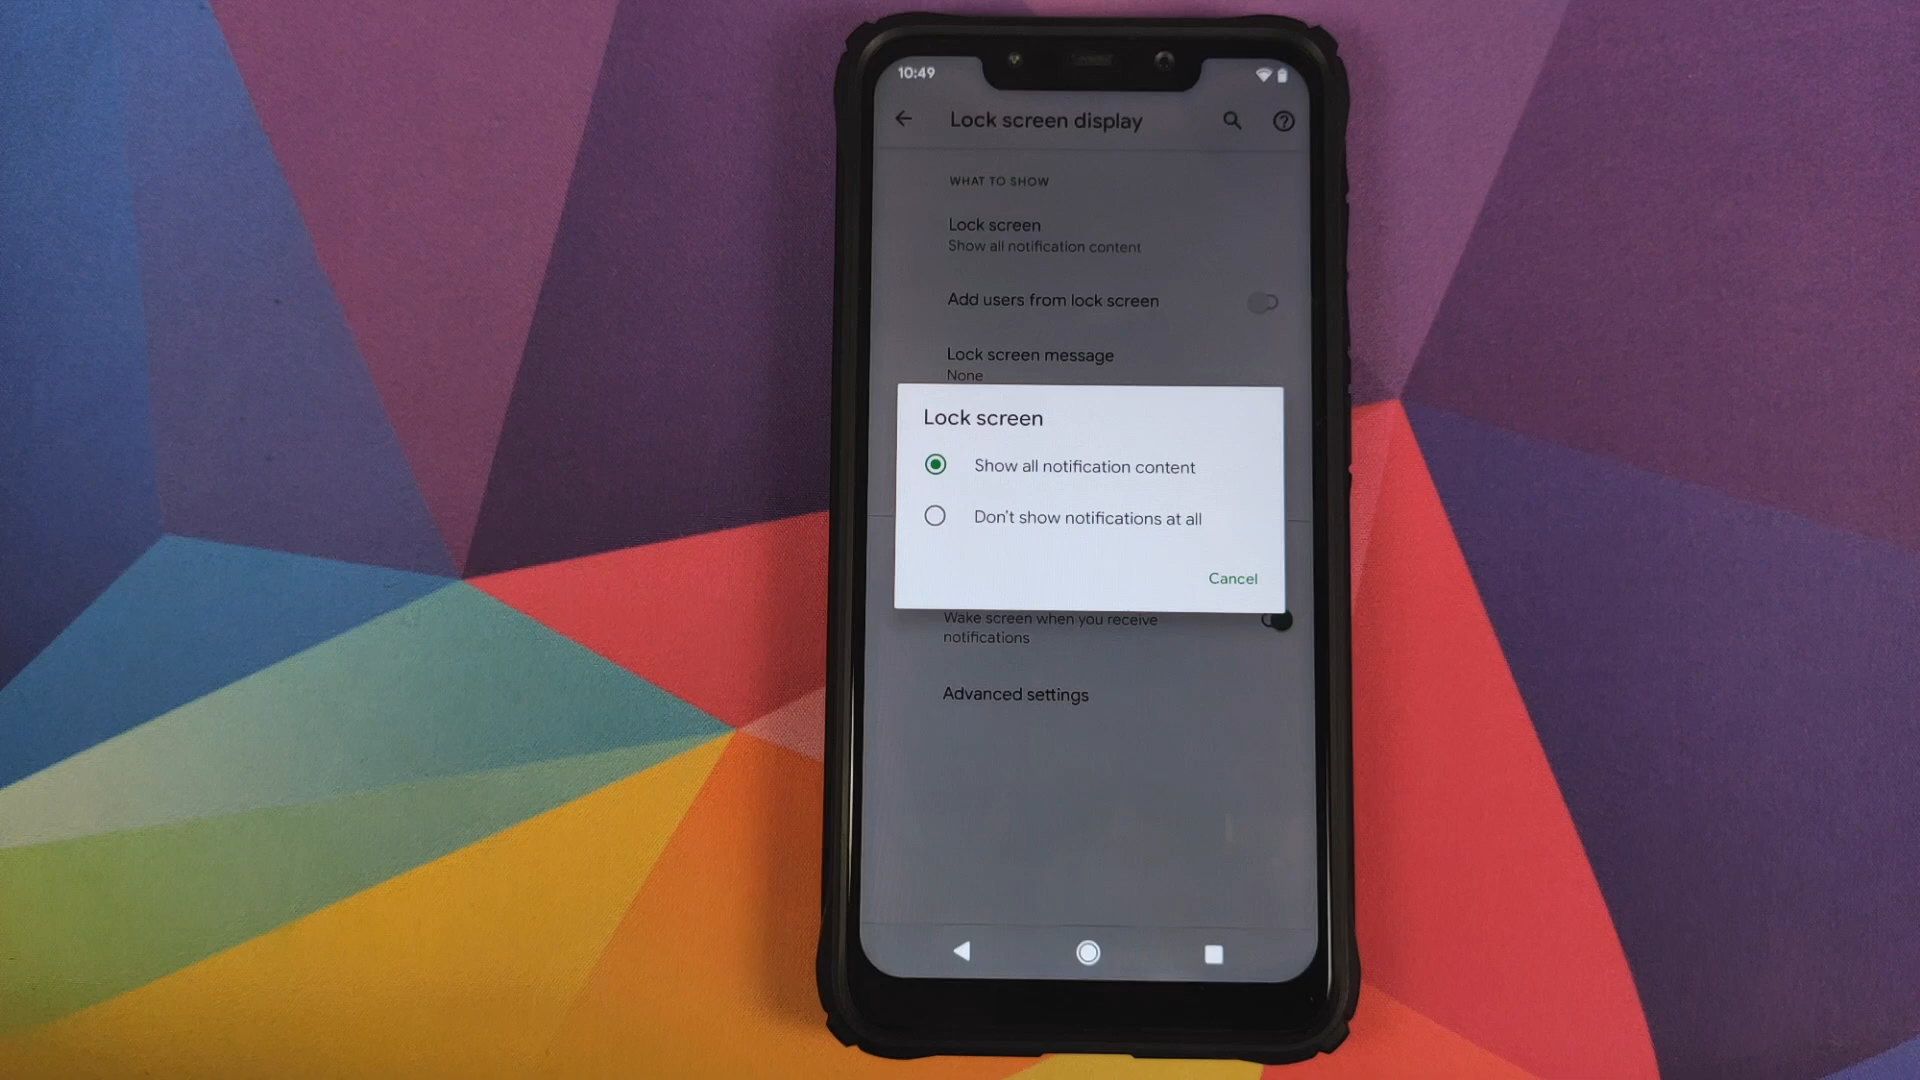 10:49
Lock screen display
WHAT TO SHOW
Lock screen
Show all notification content
Add users from lock screen
Lock screen message
None
Lock screen
Show all notification content
Don't show notifications at all
Cancel
Wake screen when you receive
notifications
Advanced settings